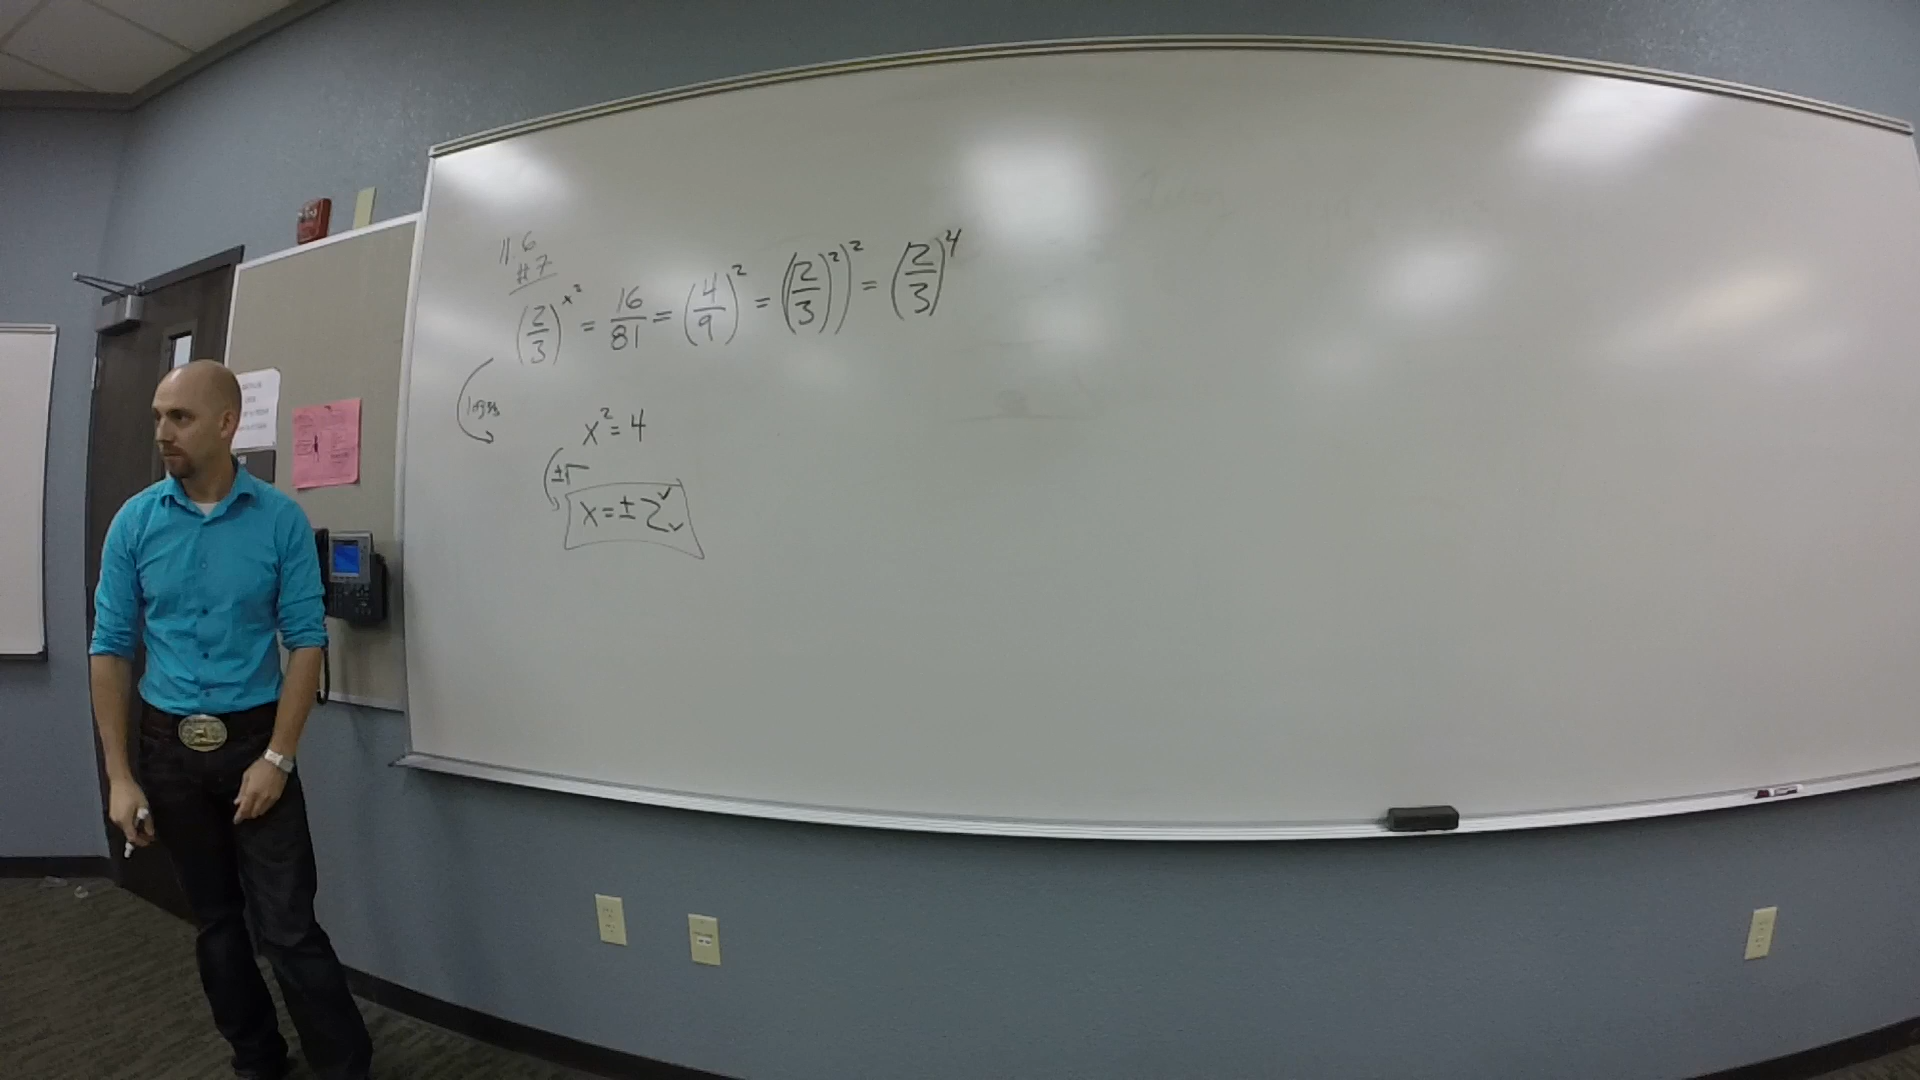 11.6
#7
(2/3)^x² = 16/81 = (4/9)² = ((2/3)²)² = (2/3)⁴
x² = 4
±√
x = ± 2